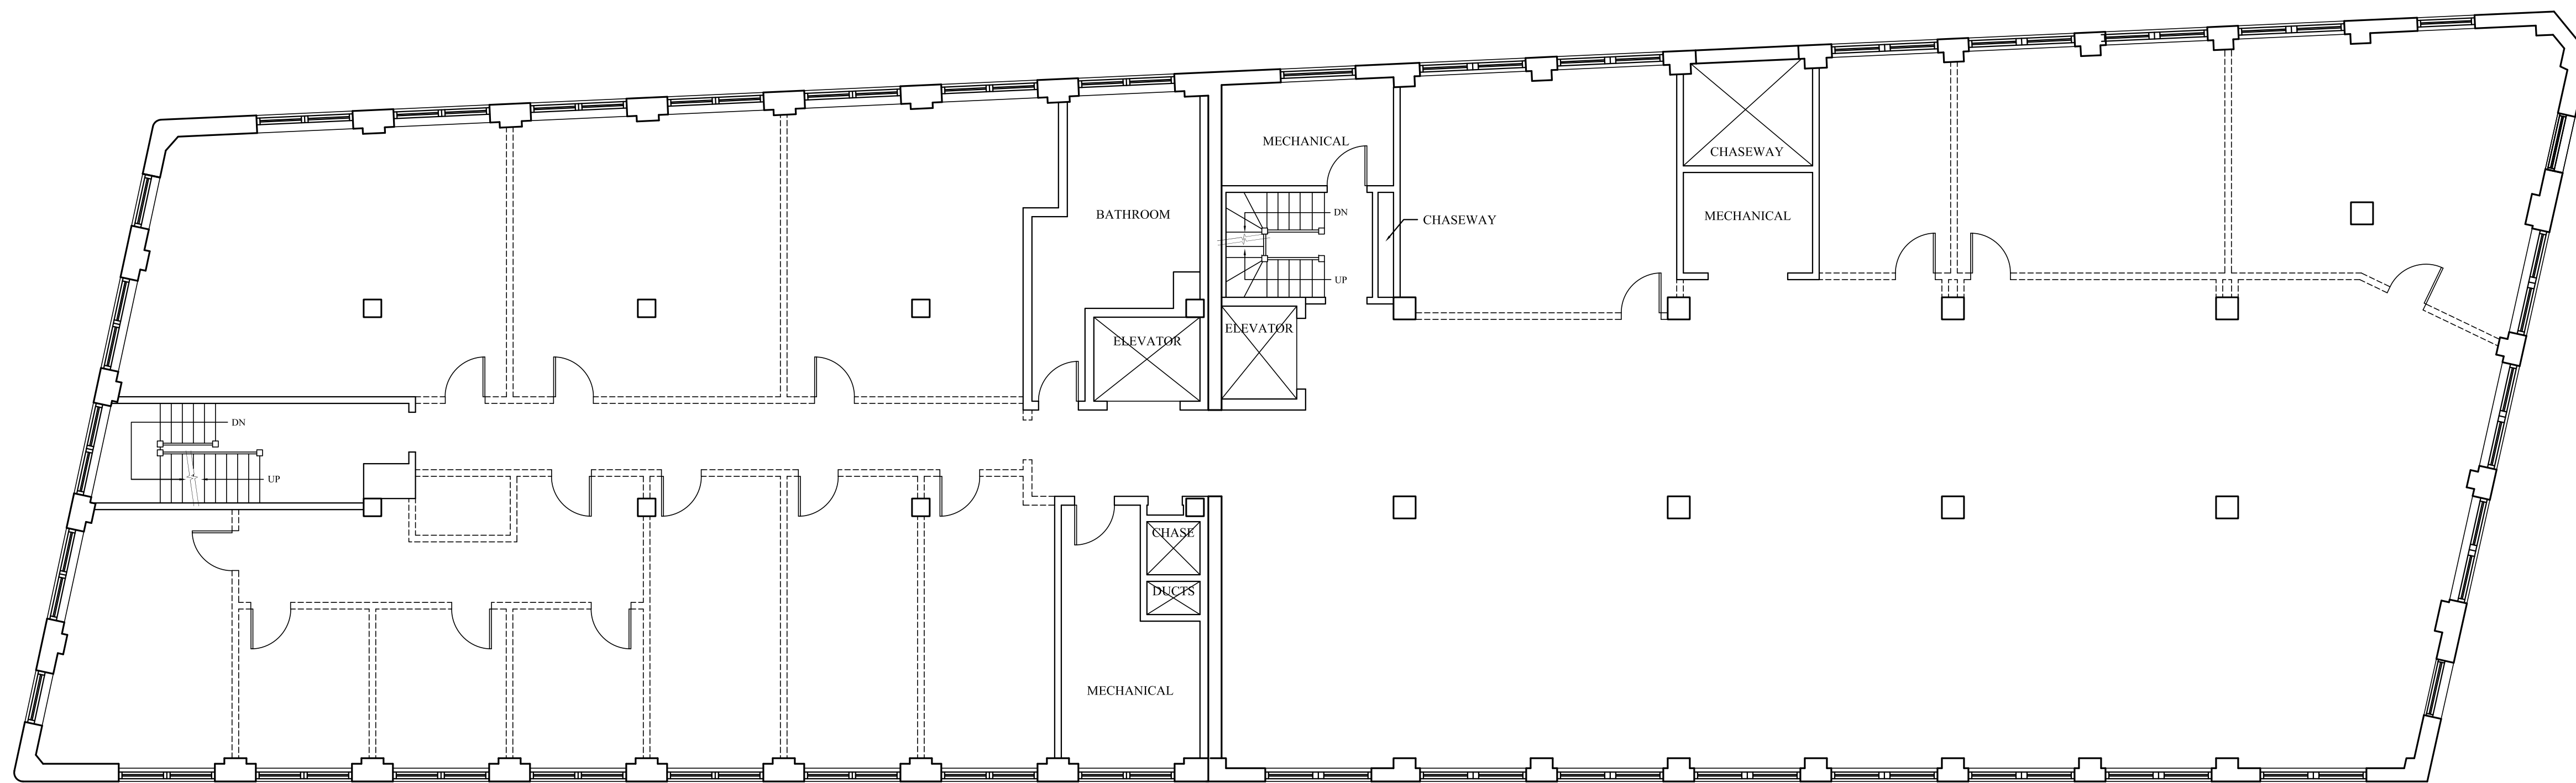 MECHANICAL
CHASEWAY
BATHROOM
DN
CHASEWAY
MECHANICAL
UP
ELEVATOR
ELEVATOR
DN
UP
CHASE
DUCTS
MECHANICAL